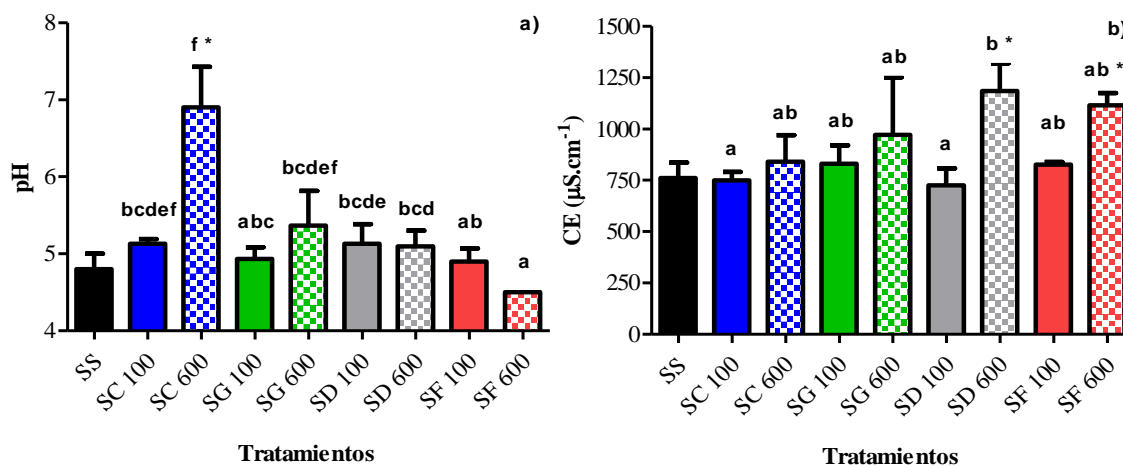 a)
8
7
6
5
4
pH
bcdef
f *
abc
bcdef
bcde
bcd
ab
a
SS
SC 100
SC 600
SG 100
SG 600
SD 100
SD 600
SF 100
SF 600
Tratamientos
b)
1500
1250
1000
750
500
250
0
CE (µS.cm-1)
a
ab
ab
ab
a
b *
ab
ab *
SS
SC 100
SC 600
SG 100
SG 600
SD 100
SD 600
SF 100
SF 600
Tratamientos